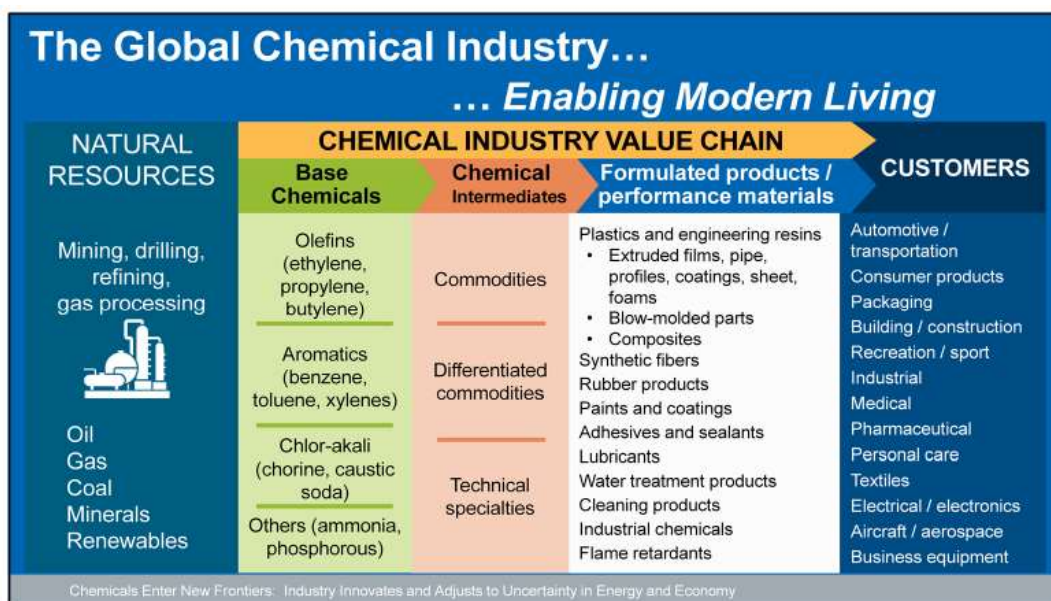 The Global Chemical Industry…
… Enabling Modern Living
NATURAL
RESOURCES
Mining, drilling,
refining,
gas processing
Oil
Gas
Coal
Minerals
Renewables
CHEMICAL INDUSTRY VALUE CHAIN
Base
Chemicals
Olefins
(ethylene,
propylene,
butylene)
Aromatics
(benzene,
toluene, xylenes)
Chlor-akali
(chorine, caustic
soda)
Others (ammonia,
phosphorous)
Chemical
Intermediates
Commodities
Differentiated
commodities
Technical
specialties
Formulated products /
performance materials
Plastics and engineering resins
• Extruded films, pipe,
profiles, coatings, sheet,
foams
• Blow-molded parts
• Composites
Synthetic fibers
Rubber products
Paints and coatings
Adhesives and sealants
Lubricants
Water treatment products
Cleaning products
Industrial chemicals
Flame retardants
CUSTOMERS
Automotive /
transportation
Consumer products
Packaging
Building / construction
Recreation / sport
Industrial
Medical
Pharmaceutical
Personal care
Textiles
Electrical / electronics
Aircraft / aerospace
Business equipment
Chemicals Enter New Frontiers: Industry Innovates and Adjusts to Uncertainty in Energy and Economy